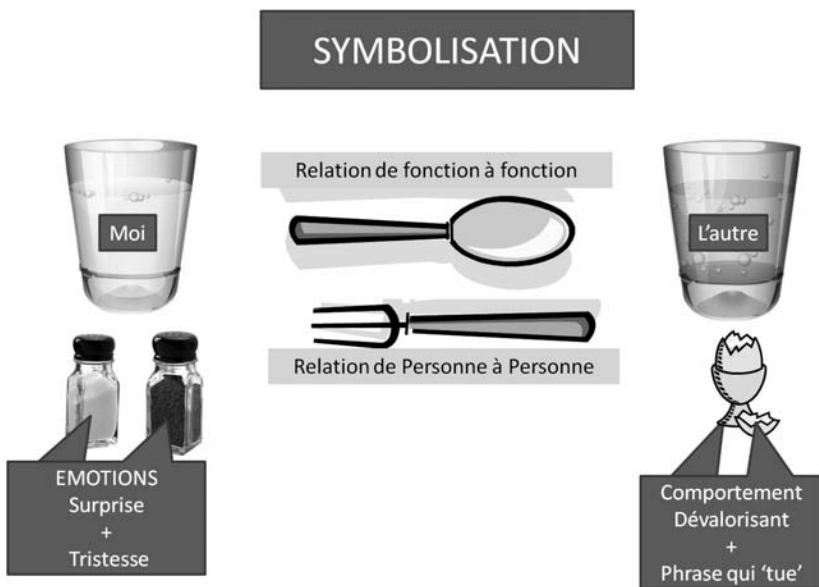 SYMBOLISATION
Relation de fonction à fonction
Moi
L'autre
Relation de Personne à Personne
EMOTIONS
Surprise
+
Tristesse
Comportement
Dévalorisant
+
Phrase qui 'tue'